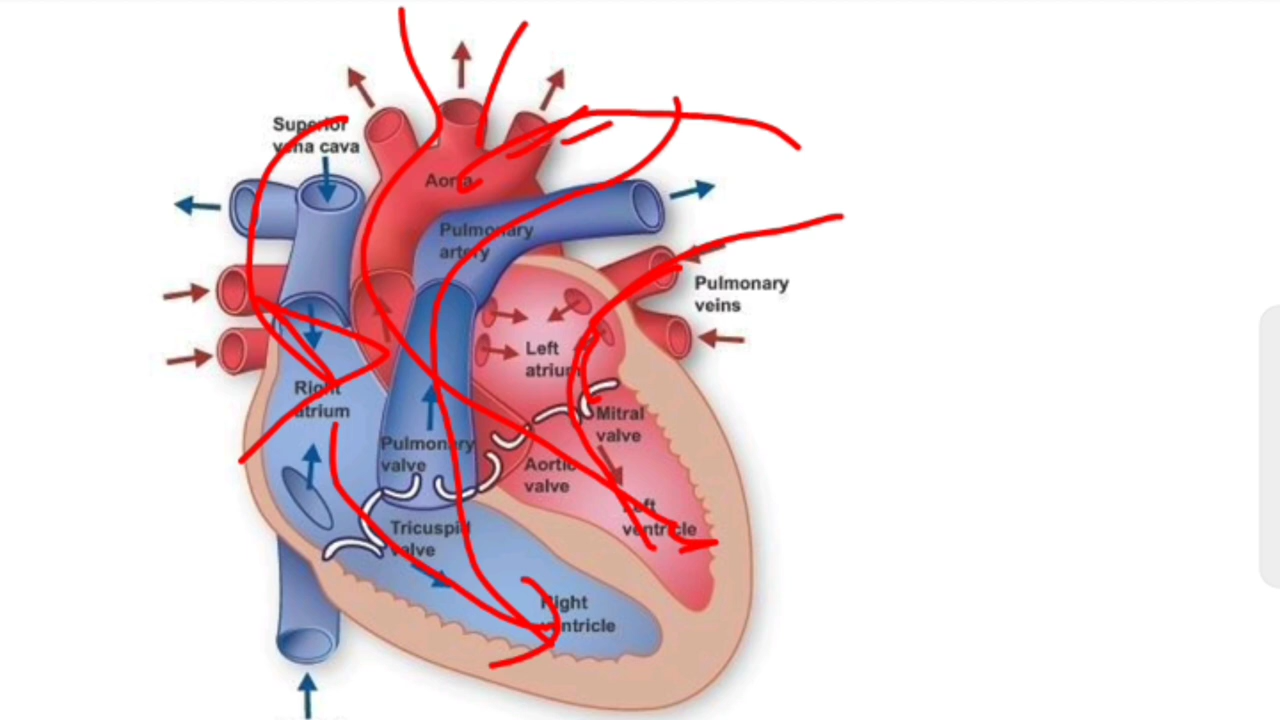 Superior
vena cava
Aorta
Pulmonary
artery
Pulmonary
veins
Left
atrium
Right
atrium
Mitral
valve
Pulmonary
valve
Aortic
valve
Left
ventricle
Tricuspid
valve
Right
ventricle